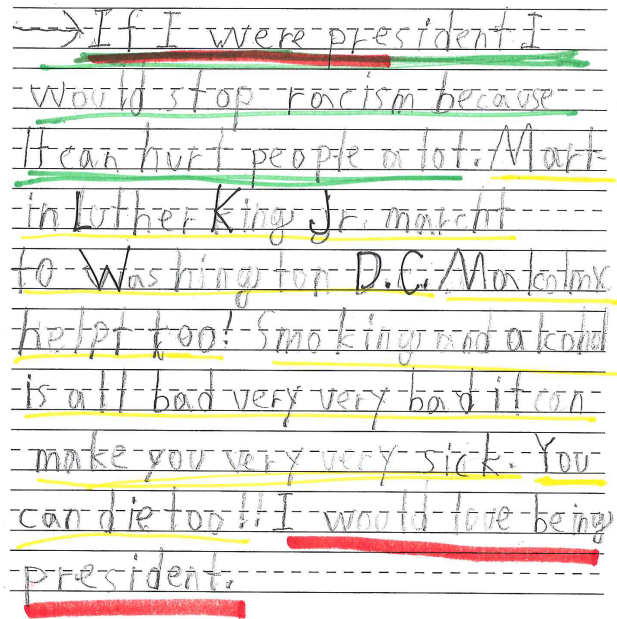 If I were president I
would stop racism because
It can hurt people a lot. Mart
in Luther King Jr. marcht
to Washington D.C. Malcolmx
helpt too! Smoking and alcohol
is all bad very very bad it can
make you very very sick. You
can die too!! I would love being
president.